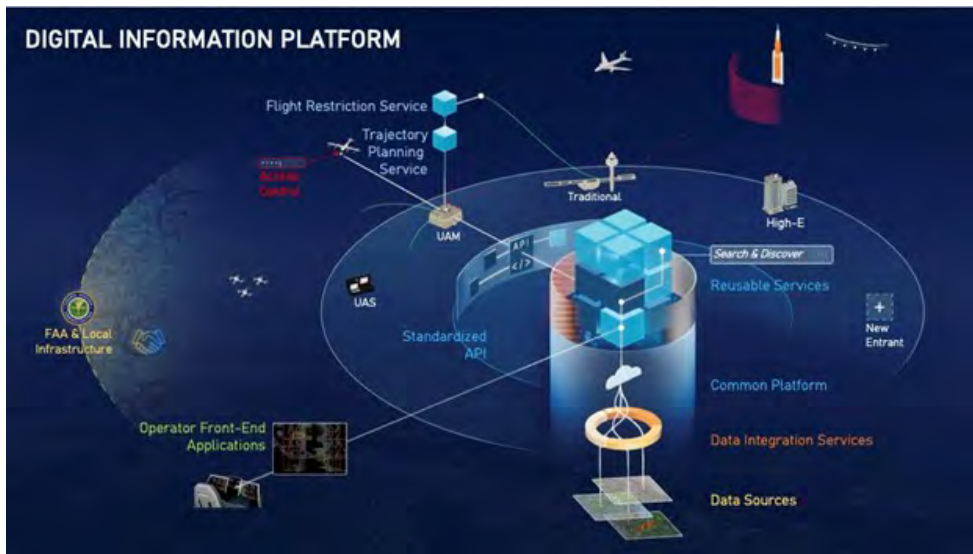 DIGITAL INFORMATION PLATFORM
Flight Restriction Service
Trajectory
Planning
Service
Access
Control
Traditional
High-E
UAM
API
</>
Search & Discover
UAS
Reusable Services
FAA & Local
Infrastructure
Standardized
API
New
Entrant
Common Platform
Operator Front-End
Applications
Data Integration Services
Data Sources